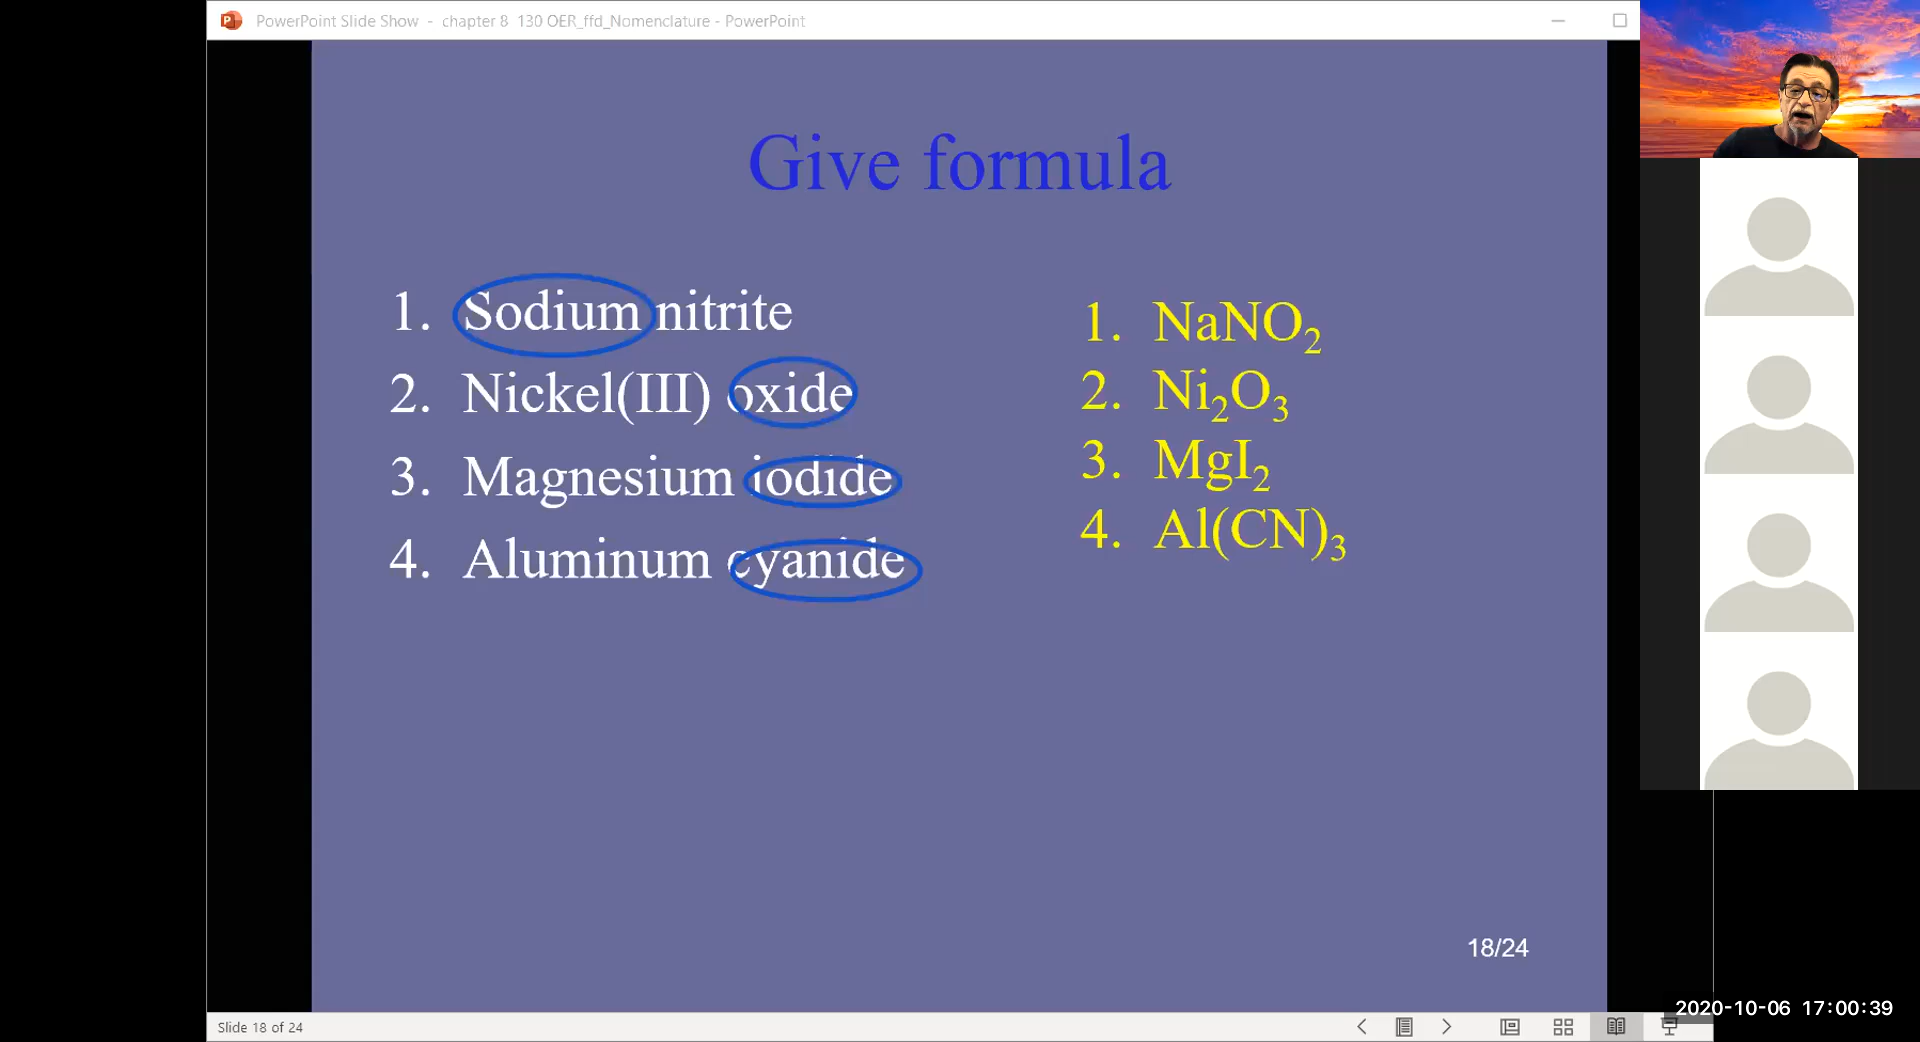 PowerPoint Slide Show - chapter 8 130 OER_ffd_Nomenclature - PowerPoint
Give formula
1. Sodium nitrite
2. Nickel(III) oxide
3. Magnesium iodide
4. Aluminum cyanide
1. NaNO₂
2. Ni₂O₃
3. MgI₂
4. Al(CN)₃
18/24
2020-10-06 17:00:39
Slide 18 of 24